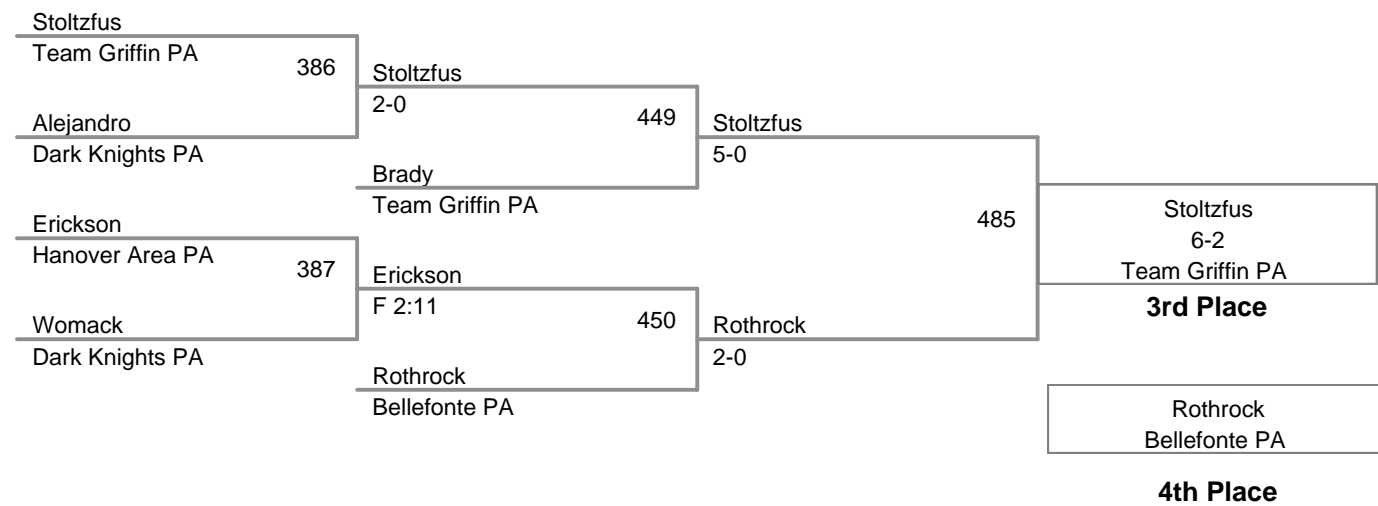 Stoltzfus
Team Griffin PA
386
Alejandro
Dark Knights PA
Erickson
Hanover Area PA
387
Womack
Dark Knights PA
Stoltzfus
2-0
449
Brady
Team Griffin PA
Erickson
F 2:11
450
Rothrock
Bellefonte PA
Stoltzfus
5-0
485
Rothrock
2-0
Stoltzfus
6-2
Team Griffin PA
3rd Place
Rothrock
Bellefonte PA
4th Place